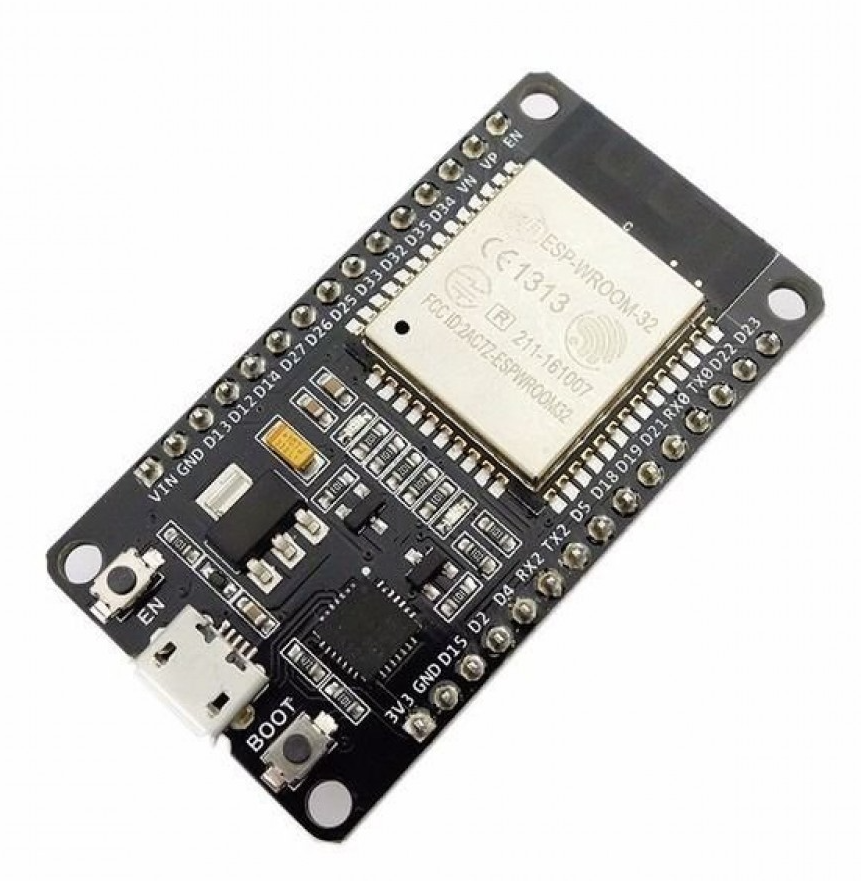 EN
VP
VN
D34
D35
D32
D33
D25
D26
D27
D14
D12
D13
GND
VIN
ESP-WROOM-32
CE1313
R 211-161007
FCC ID:2AC7Z-ESPWROOM32
D23
D22
TX0
RX0
D21
D19
D18
D5
TX2
RX2
D4
D2
D15
GND
3V3
EN
BOOT